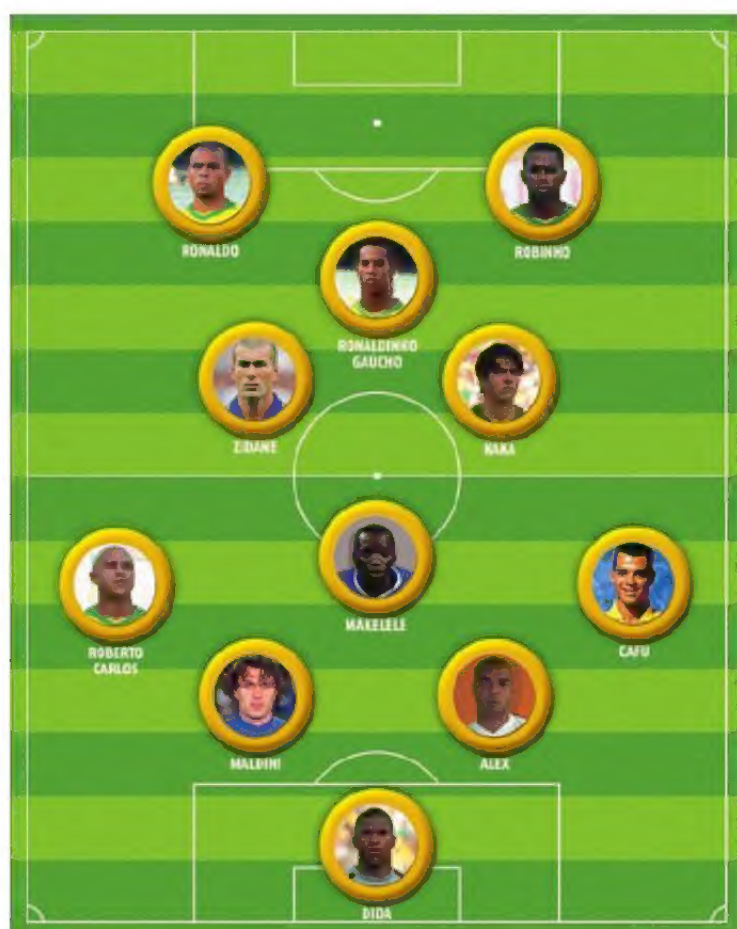 RONALDO
ROBINHO
RONALDINHO
GAUCHO
ZIDANE
KAKA
MAKELELE
ROBERTO
CARLOS
CAFU
MALDINI
ALEX
DIDA